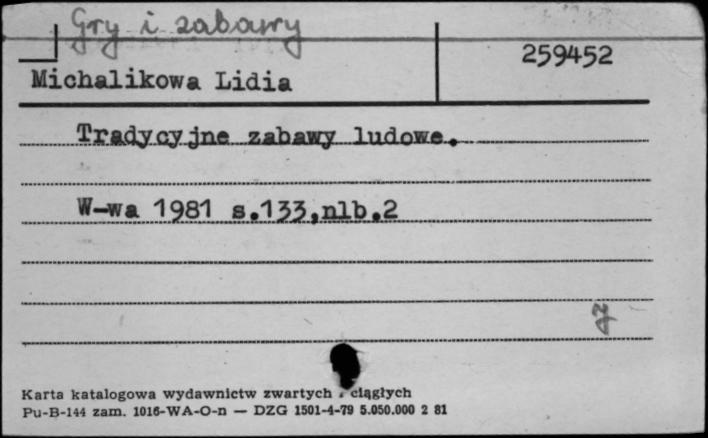 Gry i zabawy
259452
Michalikowa Lidia
Tradycyjne zabawy ludowe.
W-wa 1981 s.133,nlb.2
Karta katalogowa wydawnictw zwartych i ciągłych
Pu-B-144 zam. 1016-WA-O-n — DZG 1501-4-79 5.050.000 2 81